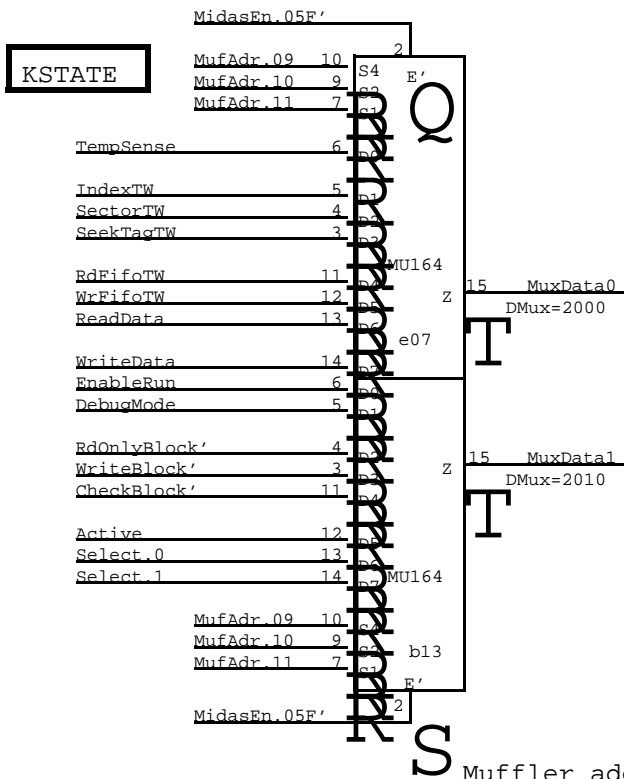 MidasEn.05F'
2
MufAdr.09 10 S4 E' Q
KSTATE
MufAdr.10 9 S2
MufAdr.11 7 S1
TempSense 6 D0
IndexTW 5 D1
SectorTW 4 D2
SeekTagTW 3 D3
MU164
RdFifoTW 11 D4
WrFifoTW 12 D5 Z 15 MuxData0
DMux=2000
ReadData 13 D6
e07 T
WriteData 14 D7
EnableRun 6 D0
DebugMode 5 D1
RdOnlyBlock' 4 D2
WriteBlock' 3 D3 Z 15 MuxData1
DMux=2010
CheckBlock' 11 D4
T
Active 12 D5
Select.0 13 D6
Select.1 14 D7 MU164
MufAdr.09 10 S4
MufAdr.10 9 S2 b13
MufAdr.11 7 S1
E'
2
MidasEn.05F'
S Muffler add